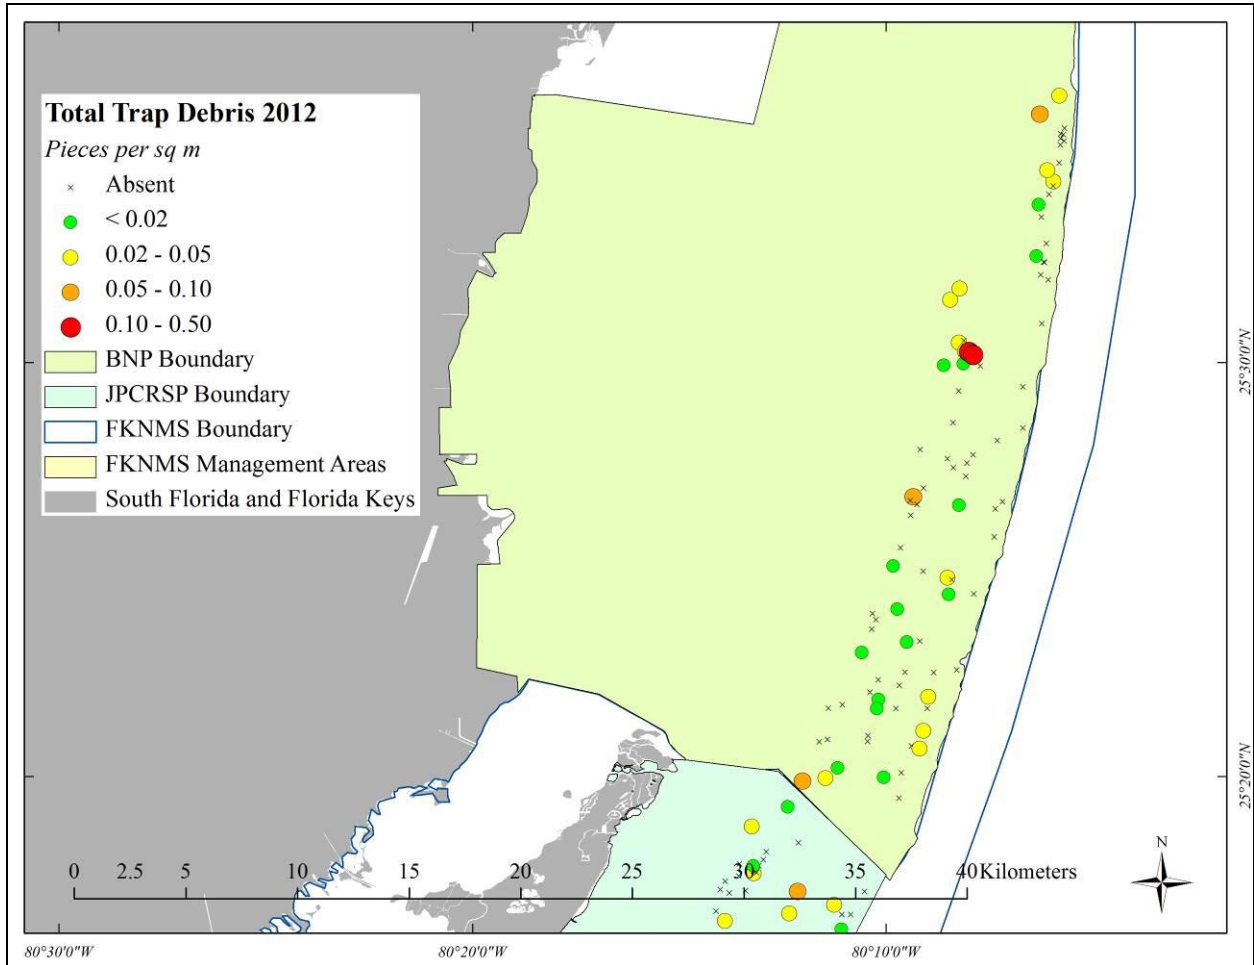 Total Trap Debris 2012
Pieces per sq m
Absent
< 0.02
0.02 - 0.05
0.05 - 0.10
0.10 - 0.50
BNP Boundary
JPCRSP Boundary
FKNMS Boundary
FKNMS Management Areas
South Florida and Florida Keys
25°30'0"N
25°20'0"N
0 2.5 5 10 15 20 25 30 35 40 Kilometers
N
80°30'0"W 80°20'0"W 80°10'0"W